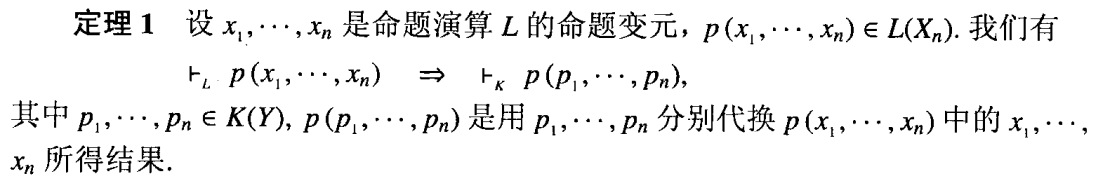 定理 1 设 x₁,⋯,xₙ 是命题演算 L 的命题变元, p(x₁,⋯,xₙ)∈L(Xₙ). 我们有
⊢_L p(x₁,⋯,xₙ) ⇒ ⊢_K p(p₁,⋯,pₙ),
其中 p₁,⋯,pₙ∈K(Y), p(p₁,⋯,pₙ) 是用 p₁,⋯,pₙ 分别代换 p(x₁,⋯,xₙ) 中的 x₁,⋯,
xₙ 所得结果.